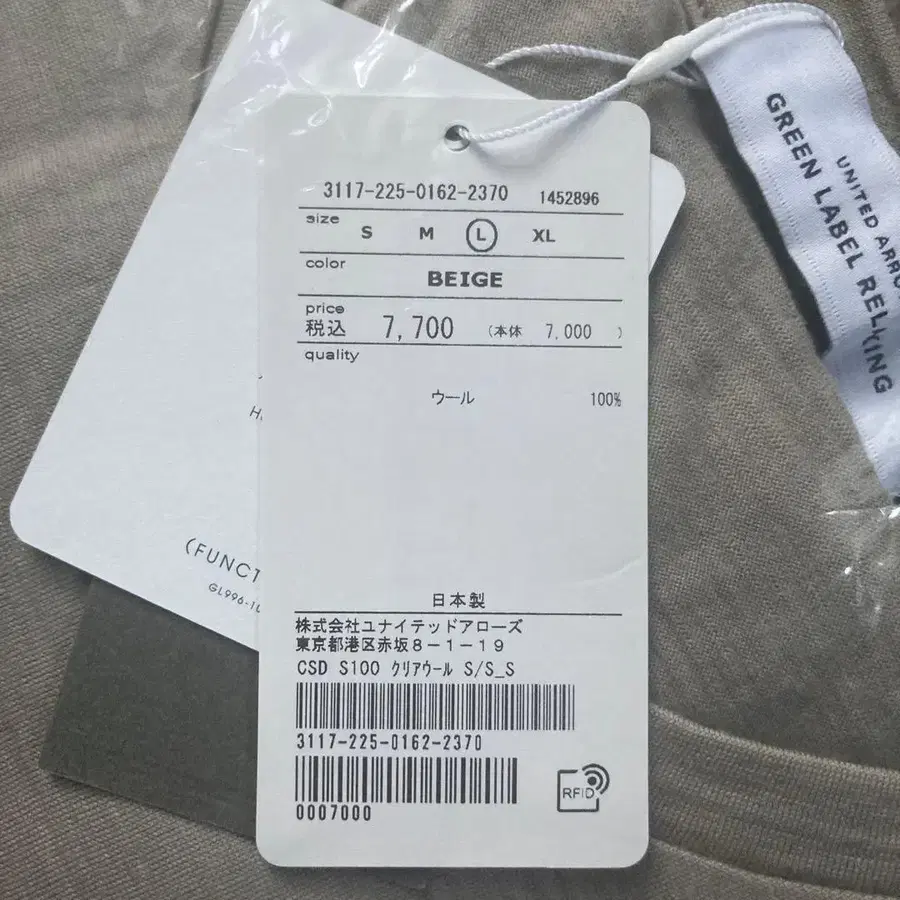 3117-225-0162-2370 1452896
size
S M L XL
color
BEIGE
price
税込 7,700 (本体 7,000 )
quality
ウール 100%
日本製
株式会社ユナイテッドアローズ
東京都港区赤坂8-1-19
CSD S100 クリアウール S/S_S
3117-225-0162-2370
0007000
RFID
UNITED ARRO
GREEN LABEL RELAXING
(FUNCT
GL996-1